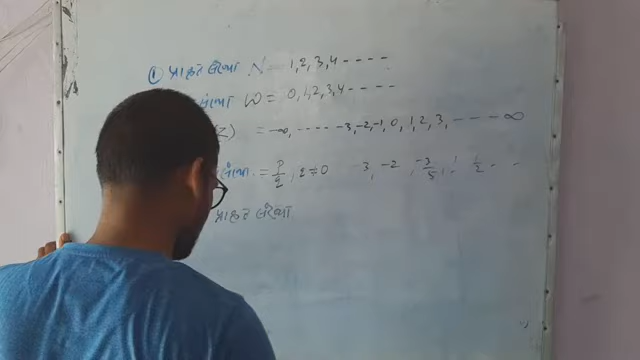 ① प्राकृत संख्या N = 1, 2, 3, 4 - - - -
संख्या W = 0, 1, 2, 3, 4 - - - -
Z) = -∞, - - - - -3, -2, -1, 0, 1, 2, 3, - - - - ∞
संख्या = p/q, q ≠ 0 -3, -2, -3/5, 1/2 - -
प्राकृत संख्या